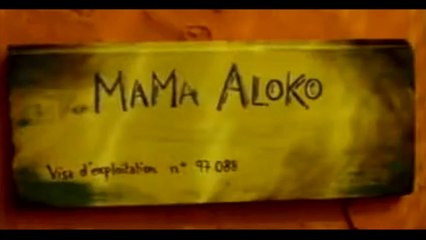 MAMA ALOKO
Visa d'exploitation n° 97 088